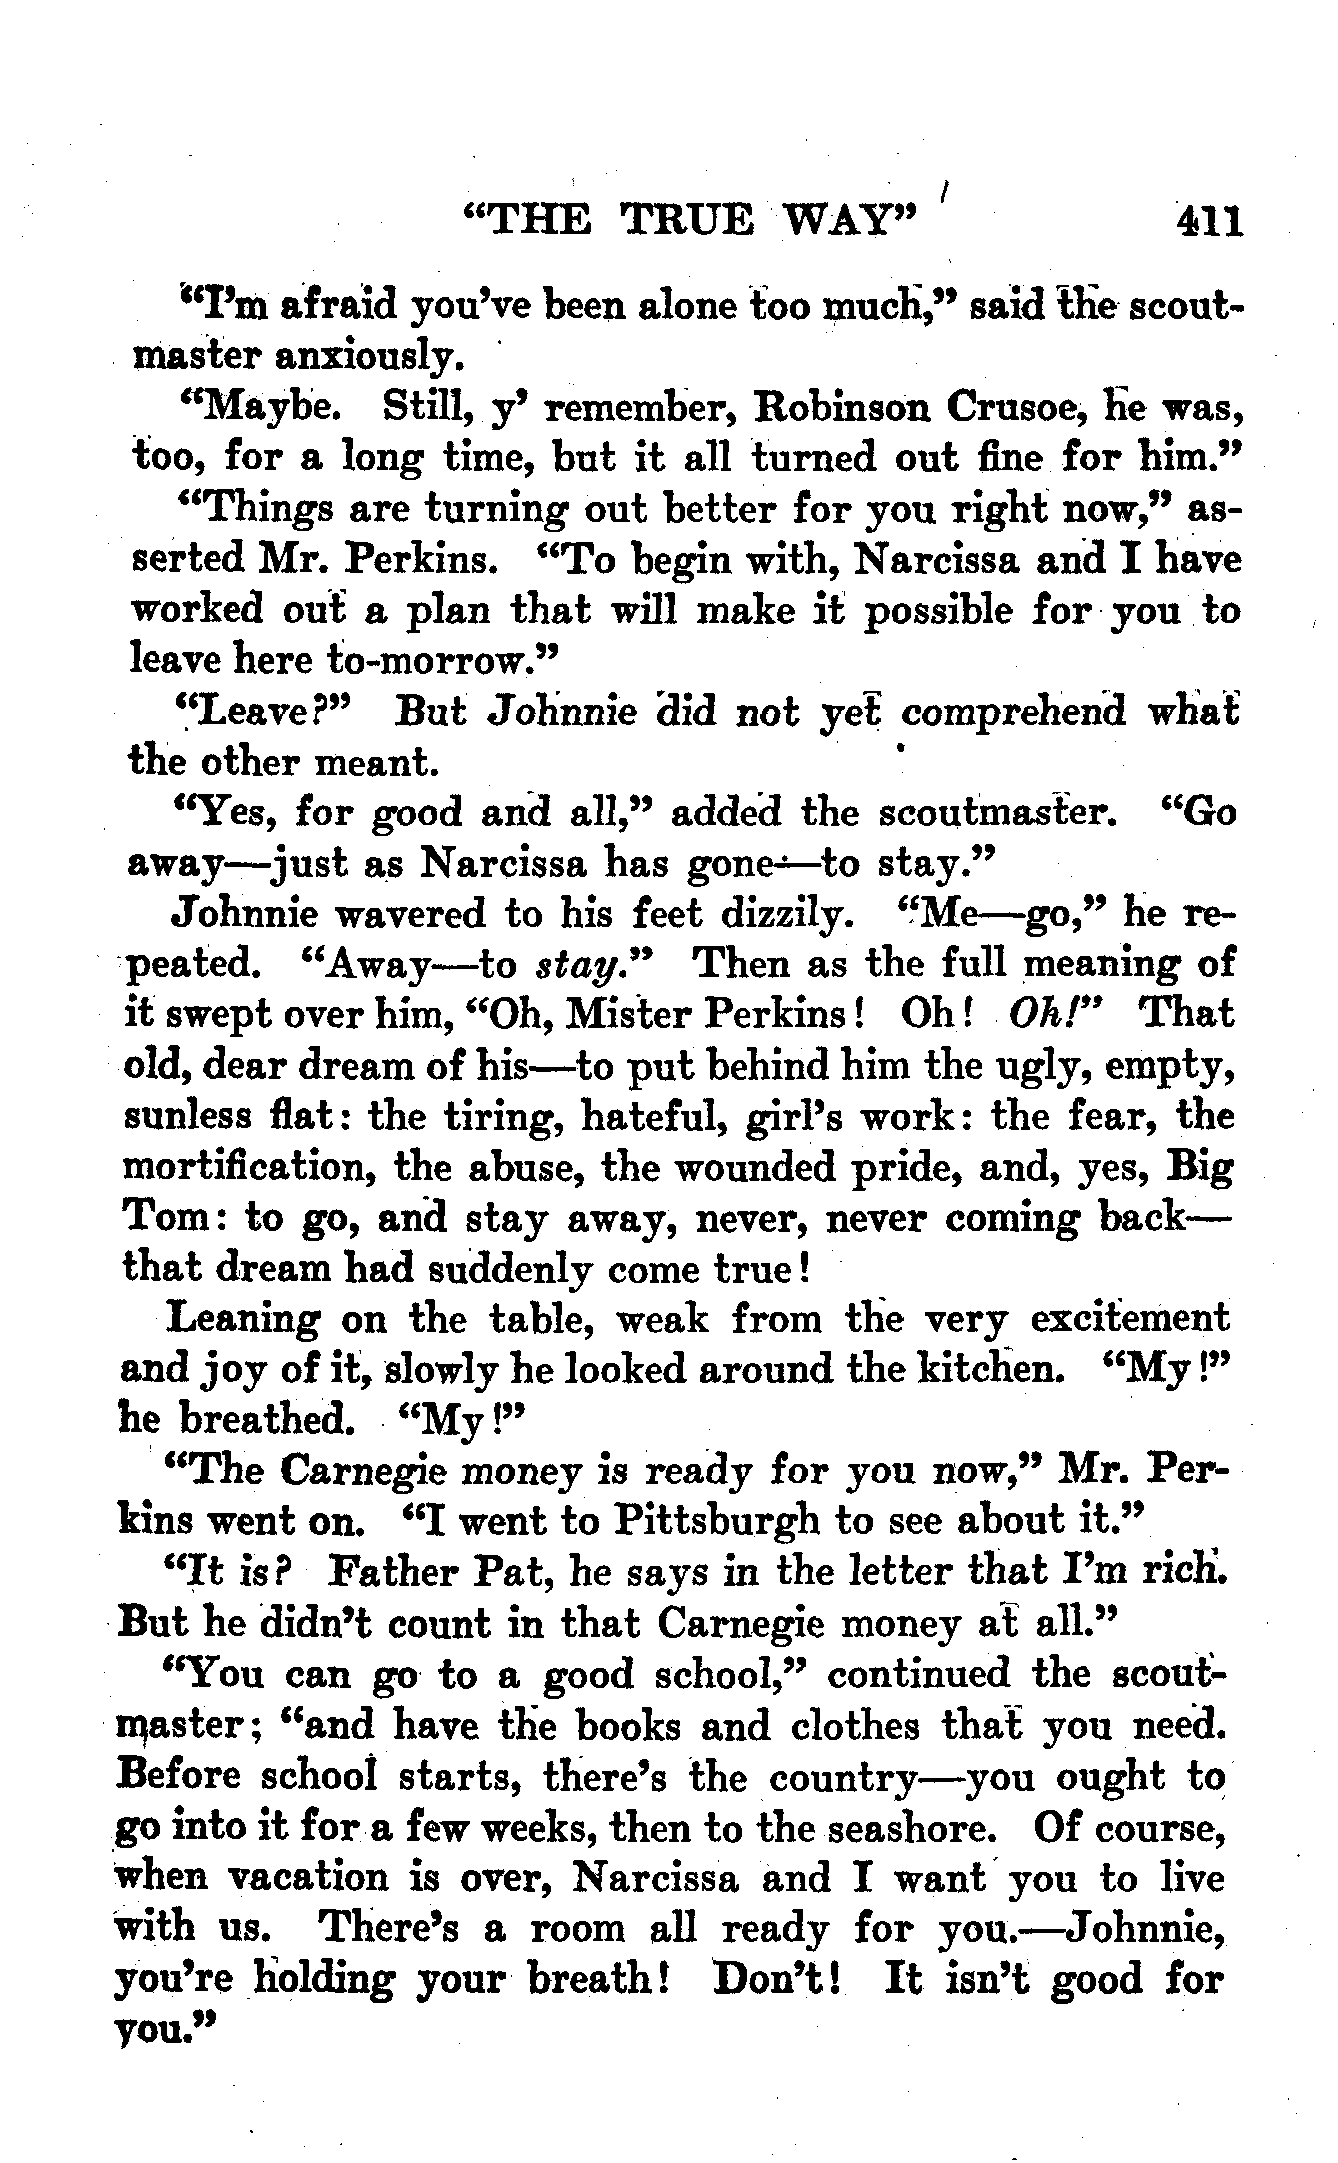 “THE TRUE WAY” 411
“I’m afraid you’ve been alone too much,” said the scout-
master anxiously.
“Maybe. Still, y’ remember, Robinson Crusoe, he was,
too, for a long time, but it all turned out fine for him.”
“Things are turning out better for you right now,” as-
serted Mr. Perkins. “To begin with, Narcissa and I have
worked out a plan that will make it possible for you to
leave here to-morrow.”
“Leave?” But Johnnie did not yet comprehend what
the other meant.
“Yes, for good and all,” added the scoutmaster. “Go
away—just as Narcissa has gone—to stay.”
Johnnie wavered to his feet dizzily. “Me—go,” he re-
peated. “Away—to stay.” Then as the full meaning of
it swept over him, “Oh, Mister Perkins! Oh! Oh!” That
old, dear dream of his—to put behind him the ugly, empty,
sunless flat: the tiring, hateful, girl’s work: the fear, the
mortification, the abuse, the wounded pride, and, yes, Big
Tom: to go, and stay away, never, never coming back—
that dream had suddenly come true!
Leaning on the table, weak from the very excitement
and joy of it, slowly he looked around the kitchen. “My!”
he breathed. “My!”
“The Carnegie money is ready for you now,” Mr. Per-
kins went on. “I went to Pittsburgh to see about it.”
“It is? Father Pat, he says in the letter that I’m rich.
But he didn’t count in that Carnegie money at all.”
“You can go to a good school,” continued the scout-
master; “and have the books and clothes that you need.
Before school starts, there’s the country—you ought to
go into it for a few weeks, then to the seashore. Of course,
when vacation is over, Narcissa and I want you to live
with us. There’s a room all ready for you.—Johnnie,
you’re holding your breath! Don’t! It isn’t good for
you.”